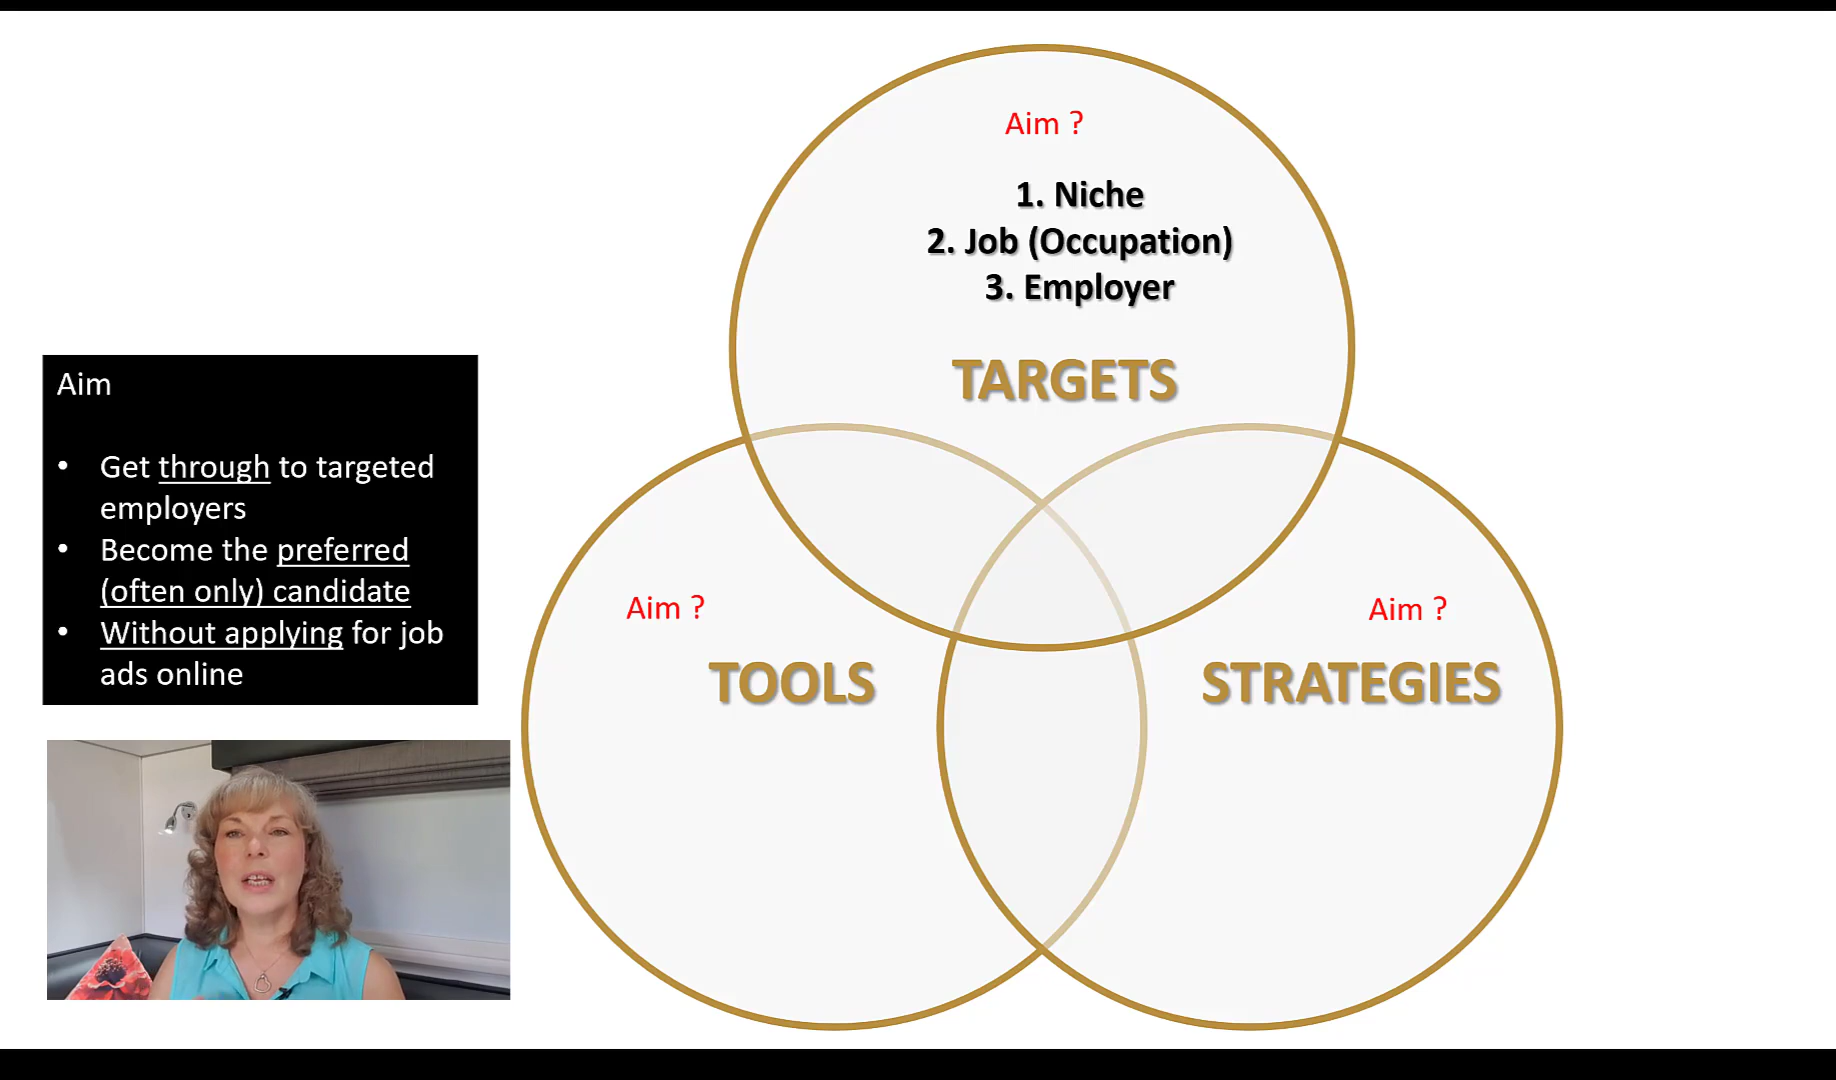 Aim ?
1. Niche
2. Job (Occupation)
3. Employer
TARGETS
Aim
• Get through to targeted
employers
• Become the preferred
(often only) candidate
• Without applying for job
ads online
Aim ?
TOOLS
Aim ?
STRATEGIES